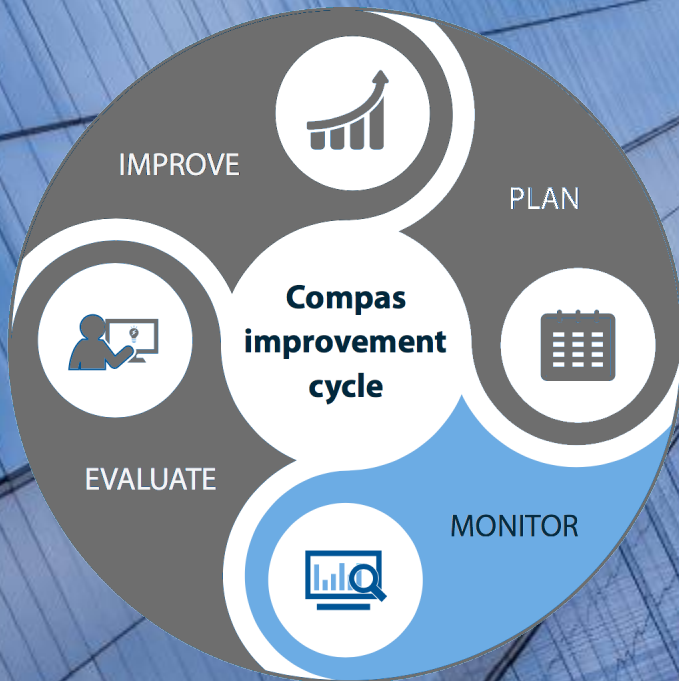 IMPROVE
PLAN
Compas
improvement
cycle
EVALUATE
MONITOR